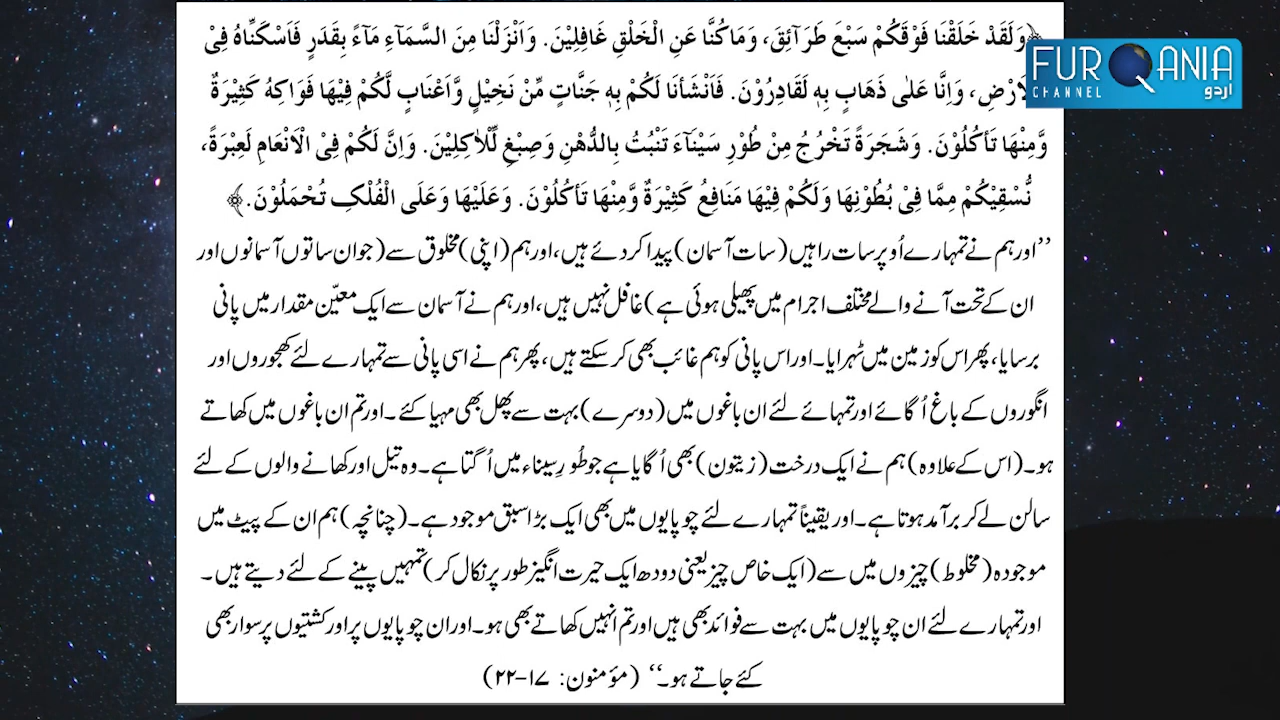 ﴿وَلَقَدْ خَلَقْنَا فَوْقَكُمْ سَبْعَ طَرَآئِقَ، وَمَاكُنَّا عَنِ الْخَلْقِ غَافِلِيْنَ. وَاَنْزَلْنَا مِنَ السَّمَآءِ مَآءً بِقَدَرٍ فَاَسْكَنَّاهُ فِیْ
لَارْضِ، وَاِنَّا عَلٰی ذَهَابٍ بِهٖ لَقَادِرُوْنَ. فَاَنْشَأنَا لَكُمْ بِهٖ جَنَّاتٍ مِّنْ نَخِيْلٍ وَّاَعْنَابٍ لَّكُمْ فِيْهَا فَوَاكِهُ كَثِيْرَةٌ
وَّمِنْهَا تَأكُلُوْنَ. وَشَجَرَةً تَخْرُجُ مِنْ طُوْرِ سَيْنَآءَ تَنْبُتُ بِالدُّهْنِ وَصِبْغٍ لِّلْاٰكِلِيْنَ. وَاِنَّ لَكُمْ فِیْ الْاَنْعَامِ لَعِبْرَةً،
نُّسْقِيْكُمْ مِمَّا فِیْ بُطُوْنِهَا وَلَكُمْ فِيْهَا مَنَافِعُ كَثِيْرَةٌ وَّمِنْهَا تَأكُلُوْنَ. وَعَلَيْهَا وَعَلَی الْفُلْكِ تُحْمَلُوْنَ.﴾
’’اور ہم نے تمہارے اُوپر سات راہیں (سات آسمان) پیدا کر دئے ہیں، اور ہم (اپنی) مخلوق سے (جو ان ساتوں آسمانوں اور
ان کے تحت آنے والے مختلف اجرام میں پھیلی ہوئی ہے) غافل نہیں ہیں، اور ہم نے آسمان سے ایک معیّن مقدار میں پانی
برسایا، پھر اس کو زمین میں ٹہرایا۔ اور اس پانی کو ہم غائب بھی کر سکتے ہیں، پھر ہم نے اسی پانی سے تمہارے لئے کھجوروں اور
انگوروں کے باغ اُگائے اور تمہائے لئے ان باغوں میں (دوسرے) بہت سے پھل بھی مہیا کئے۔ اور تم ان باغوں میں کھاتے
ہو۔ (اس کے علاوہ) ہم نے ایک درخت (زیتون) بھی اُگایا ہے جو طُورِ سیناء میں اُگتا ہے۔ وہ تیل اور کھانے والوں کے لئے
سالن لے کر برآمد ہوتا ہے۔ اور یقیناً تمہارے لئے چوپایوں میں بھی ایک بڑا سبق موجود ہے۔ (چنانچہ) ہم ان کے پیٹ میں
موجودہ (مخلوط) چیزوں میں سے (ایک خاص چیز یعنی دودھ ایک حیرت انگیز طور پر نکال کر) تمہیں پینے کے لئے دیتے ہیں۔
اور تمہارے لئے ان چوپایوں میں بہت سے فوائد بھی ہیں اور تم انہیں کھاتے بھی ہو۔ اور ان چوپایوں پر اور کشتیوں پر سوار بھی
کئے جاتے ہو۔‘‘ (مؤمنون: ۱۷-۲۲)
FURQANIA
CHANNEL اردو